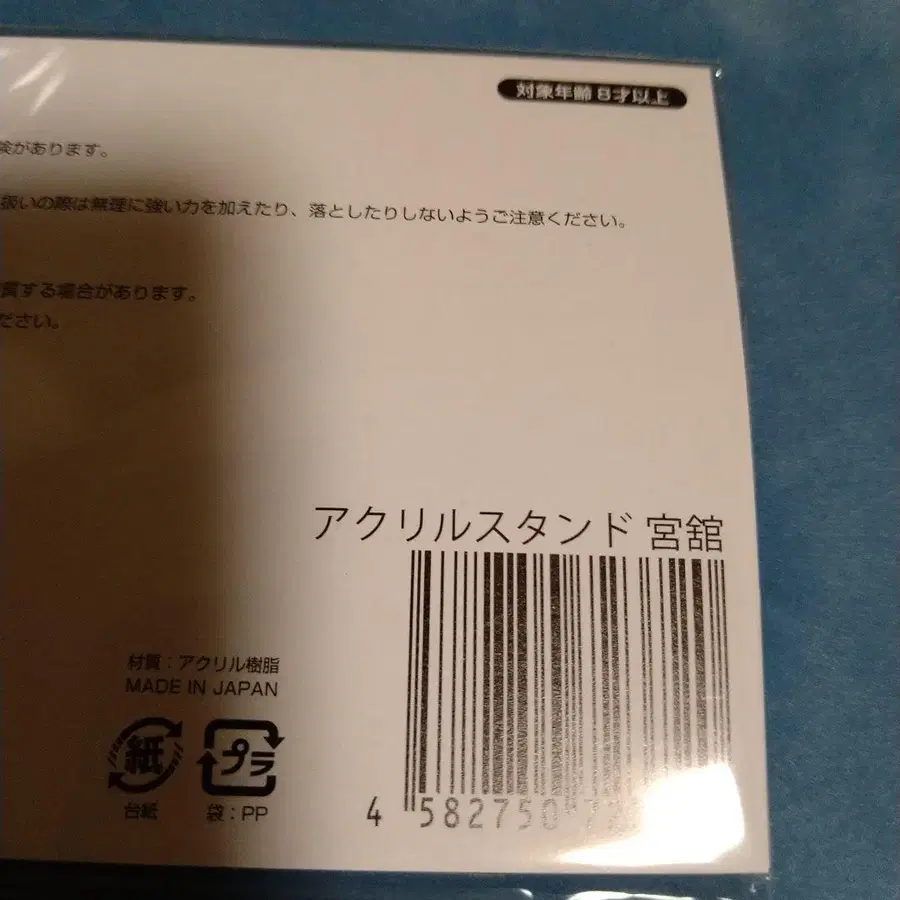 対象年齢 8才以上
険があります。
扱いの際は無理に強い力を加えたり、落としたりしないようご注意ください。
質する場合があります。
ださい。
アクリルスタンド 宮舘
材質:アクリル樹脂
MADE IN JAPAN
紙
プラ
台紙
袋:PP
4 5827507